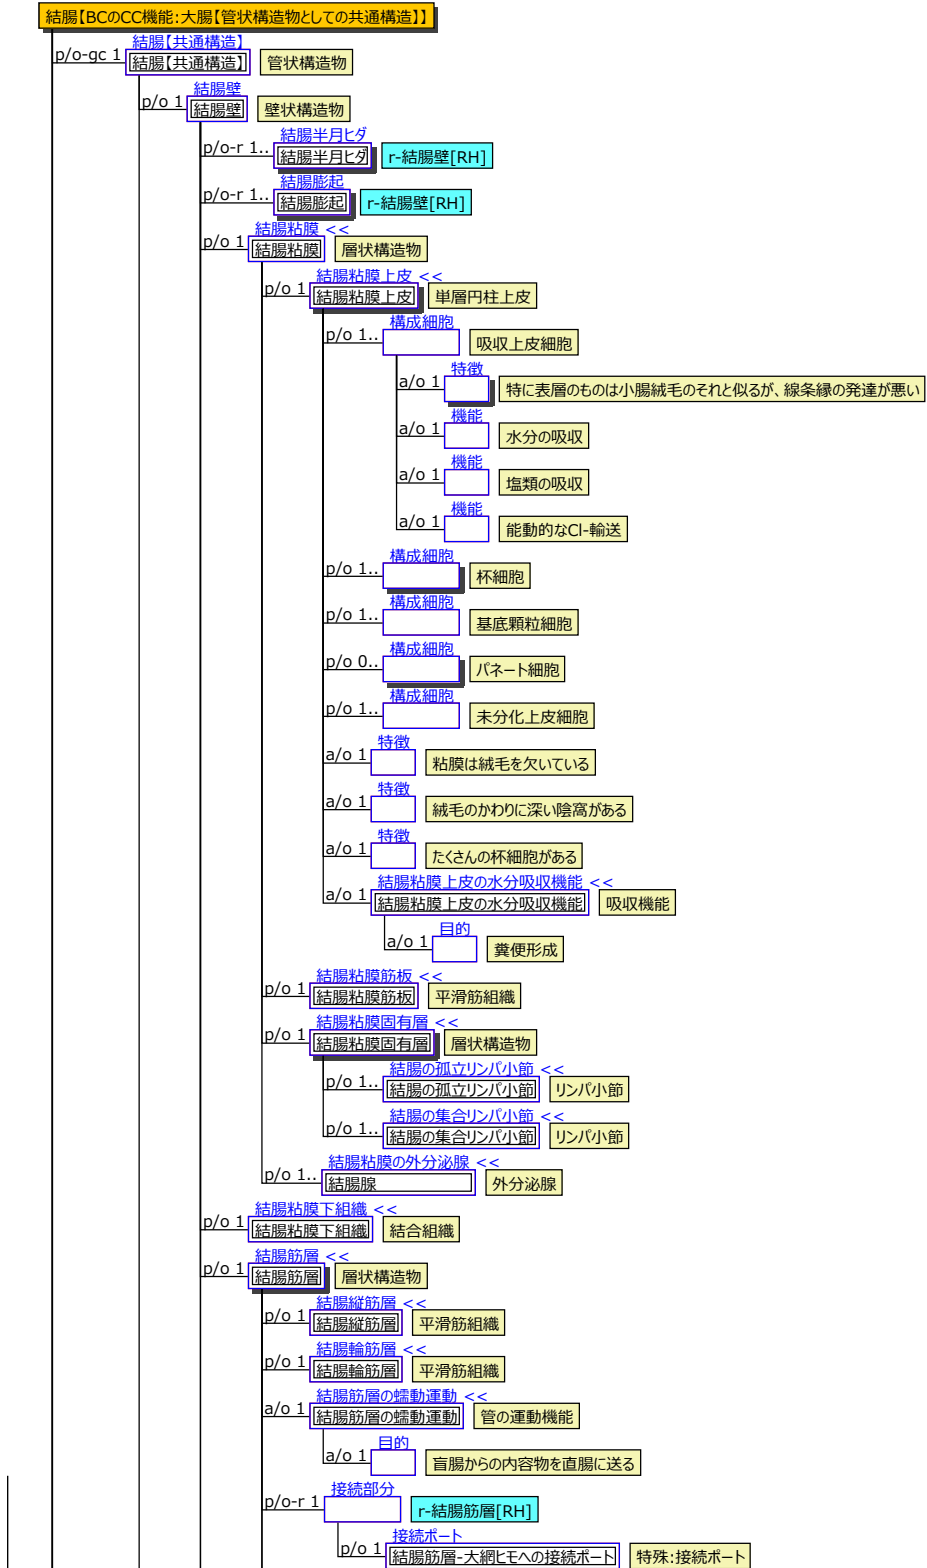 結腸【BCのCC機能:大腸【管状構造物としての共通構造】】
結腸【共通構造】
p/o-gc 1 結腸【共通構造】 管状構造物
結腸壁
p/o 1 結腸壁 壁状構造物
結腸半月ヒダ
p/o-r 1.. 結腸半月ヒダ r-結腸壁[RH]
結腸膨起
p/o-r 1.. 結腸膨起 r-結腸壁[RH]
結腸粘膜 <<
p/o 1 結腸粘膜 層状構造物
結腸粘膜上皮 <<
p/o 1 結腸粘膜上皮 単層円柱上皮
構成細胞
p/o 1.. 吸収上皮細胞
特徴
a/o 1 特に表層のものは小腸絨毛のそれと似るが、線条縁の発達が悪い
機能
a/o 1 水分の吸収
機能
a/o 1 塩類の吸収
機能
a/o 1 能動的なCl-輸送
構成細胞
p/o 1.. 杯細胞
構成細胞
p/o 1.. 基底顆粒細胞
構成細胞
p/o 0.. パネート細胞
構成細胞
p/o 1.. 未分化上皮細胞
特徴
a/o 1 粘膜は絨毛を欠いている
特徴
a/o 1 絨毛のかわりに深い陰窩がある
特徴
a/o 1 たくさんの杯細胞がある
結腸粘膜上皮の水分吸収機能 <<
a/o 1 結腸粘膜上皮の水分吸収機能 吸収機能
目的
a/o 1 糞便形成
結腸粘膜筋板 <<
p/o 1 結腸粘膜筋板 平滑筋組織
結腸粘膜固有層 <<
p/o 1 結腸粘膜固有層 層状構造物
結腸の孤立リンパ小節 <<
p/o 1.. 結腸の孤立リンパ小節 リンパ小節
結腸の集合リンパ小節 <<
p/o 1.. 結腸の集合リンパ小節 リンパ小節
結腸粘膜の外分泌腺 <<
p/o 1.. 結腸腺 外分泌腺
結腸粘膜下組織 <<
p/o 1 結腸粘膜下組織 結合組織
結腸筋層 <<
p/o 1 結腸筋層 層状構造物
結腸縦筋層 <<
p/o 1 結腸縦筋層 平滑筋組織
結腸輪筋層 <<
p/o 1 結腸輪筋層 平滑筋組織
結腸筋層の蠕動運動 <<
a/o 1 結腸筋層の蠕動運動 管の運動機能
目的
a/o 1 盲腸からの内容物を直腸に送る
接続部分
p/o-r 1 r-結腸筋層[RH]
接続ポート
p/o 1 結腸筋層-大網ヒモへの接続ポート 特殊:接続ポート